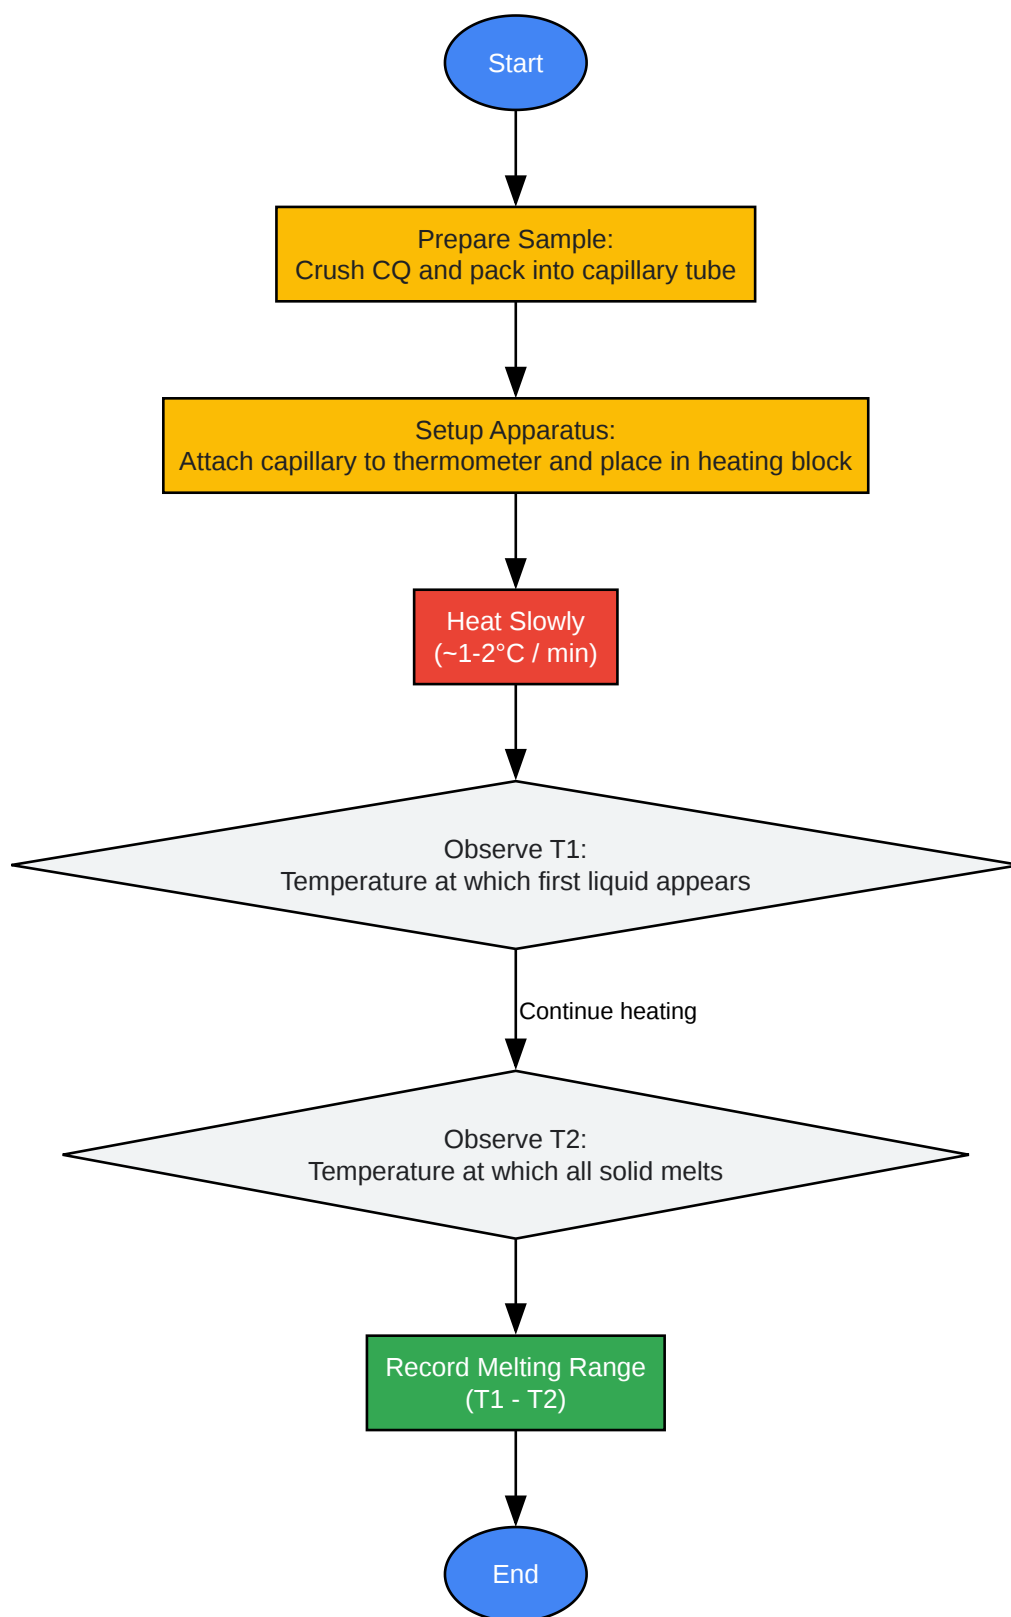 Start
Prepare Sample:
Crush CQ and pack into capillary tube
Setup Apparatus:
Attach capillary to thermometer and place in heating block
Heat Slowly
(~1-2°C / min)
Observe T1:
Temperature at which first liquid appears
Continue heating
Observe T2:
Temperature at which all solid melts
Record Melting Range
(T1 - T2)
End